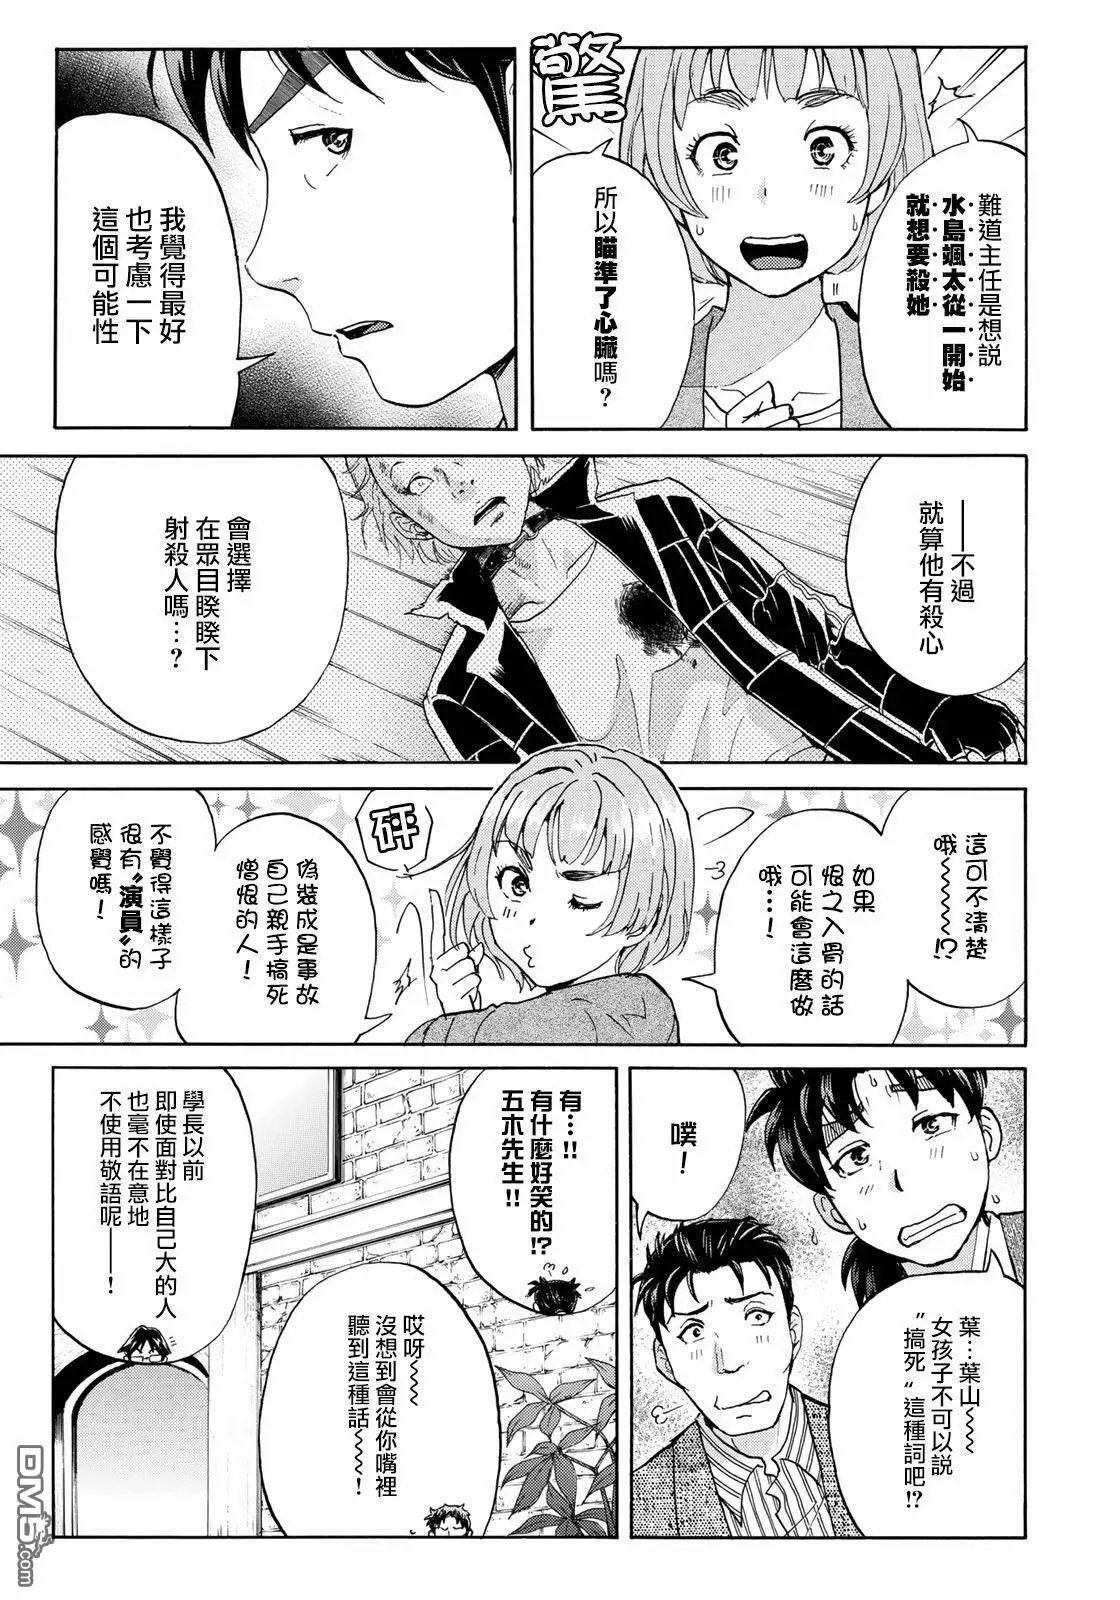 驚
難道主任是想説
水島颯太從一開始
就想要殺她
所以瞄準了心臟嗎？
我覺得最好
也考慮一下
這個可能性
——不過
就算他有殺心
會選擇
在眾目睽睽下
射殺人嗎…？
這可不清楚
哦～～～～!?
如果
恨之入骨的話
可能會這麼做
哦…！
砰
偽裝成是事故
自己親手搞死
憎恨的人！
不覺得這樣子
很有〝演員〞的
感覺嗎！
噗！
葉…葉山～～
女孩子不可以説
〝搞死〞這種詞吧!?
有…!!
有什麼好笑的!?
五木先生!!
哎呀～～
沒想到會從你嘴裡
聽到這種話～～！
學長以前
即使面對比自己大的人
也毫不在意地
不使用敬語呢～！
DM5.com